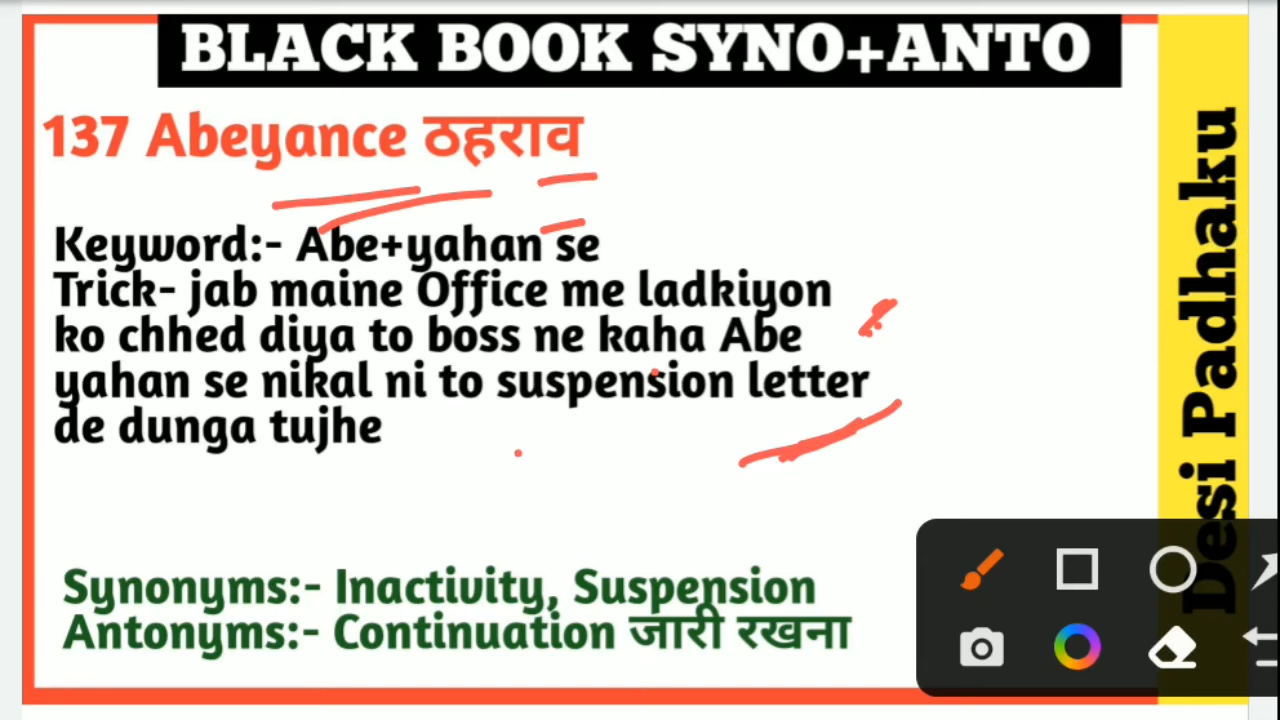 BLACK BOOK SYNO+ANTO
137 Abeyance ठहराव
Keyword:- Abe+yahan se
Trick- jab maine Office me ladkiyon
ko chhed diya to boss ne kaha Abe
yahan se nikal ni to suspension letter
de dunga tujhe
Synonyms:- Inactivity, Suspension
Antonyms:- Continuation जारी रखना
Desi Padhaku